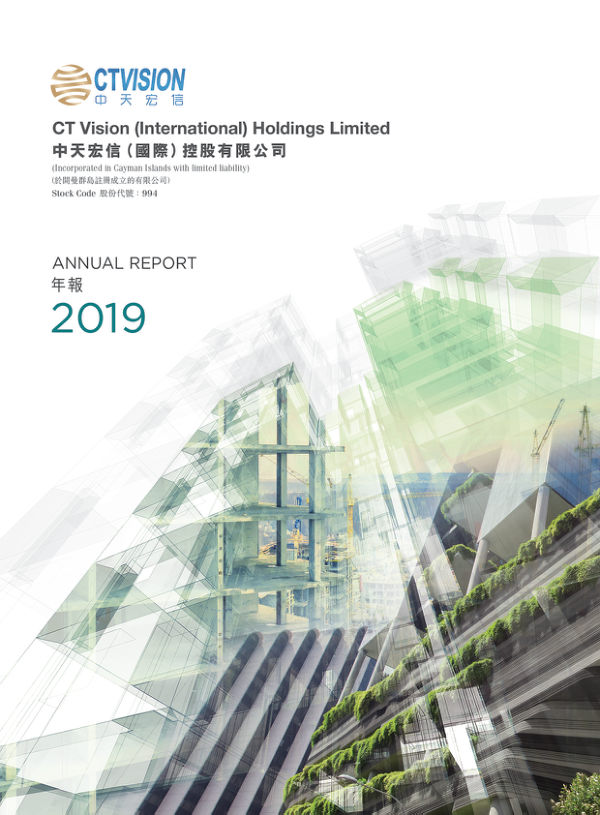 CTVISION
中天宏信
CT Vision (International) Holdings Limited
中天宏信（國際）控股有限公司
(Incorporated in Cayman Islands with limited liability)
(於開曼群島註冊成立的有限公司)
Stock Code 股份代號：994
ANNUAL REPORT
年報
2019